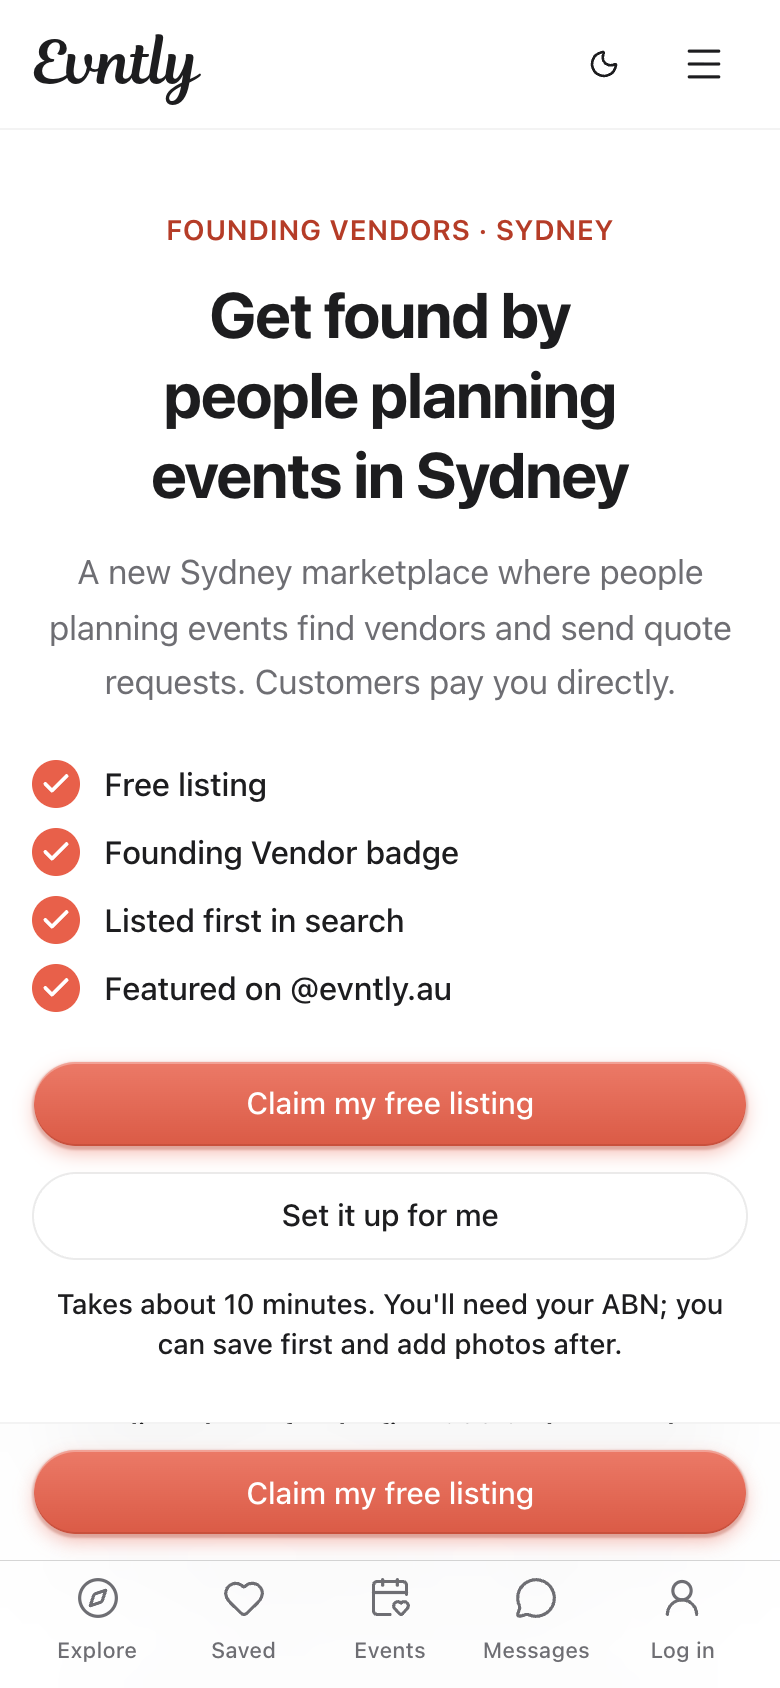 Evntly
FOUNDING VENDORS · SYDNEY
Get found by
people planning
events in Sydney
A new Sydney marketplace where people
planning events find vendors and send quote
requests. Customers pay you directly.
Free listing
Founding Vendor badge
Listed first in search
Featured on @evntly.au
Claim my free listing
Set it up for me
Takes about 10 minutes. You'll need your ABN; you
can save first and add photos after.
Claim my free listing
Explore
Saved
Events
Messages
Log in